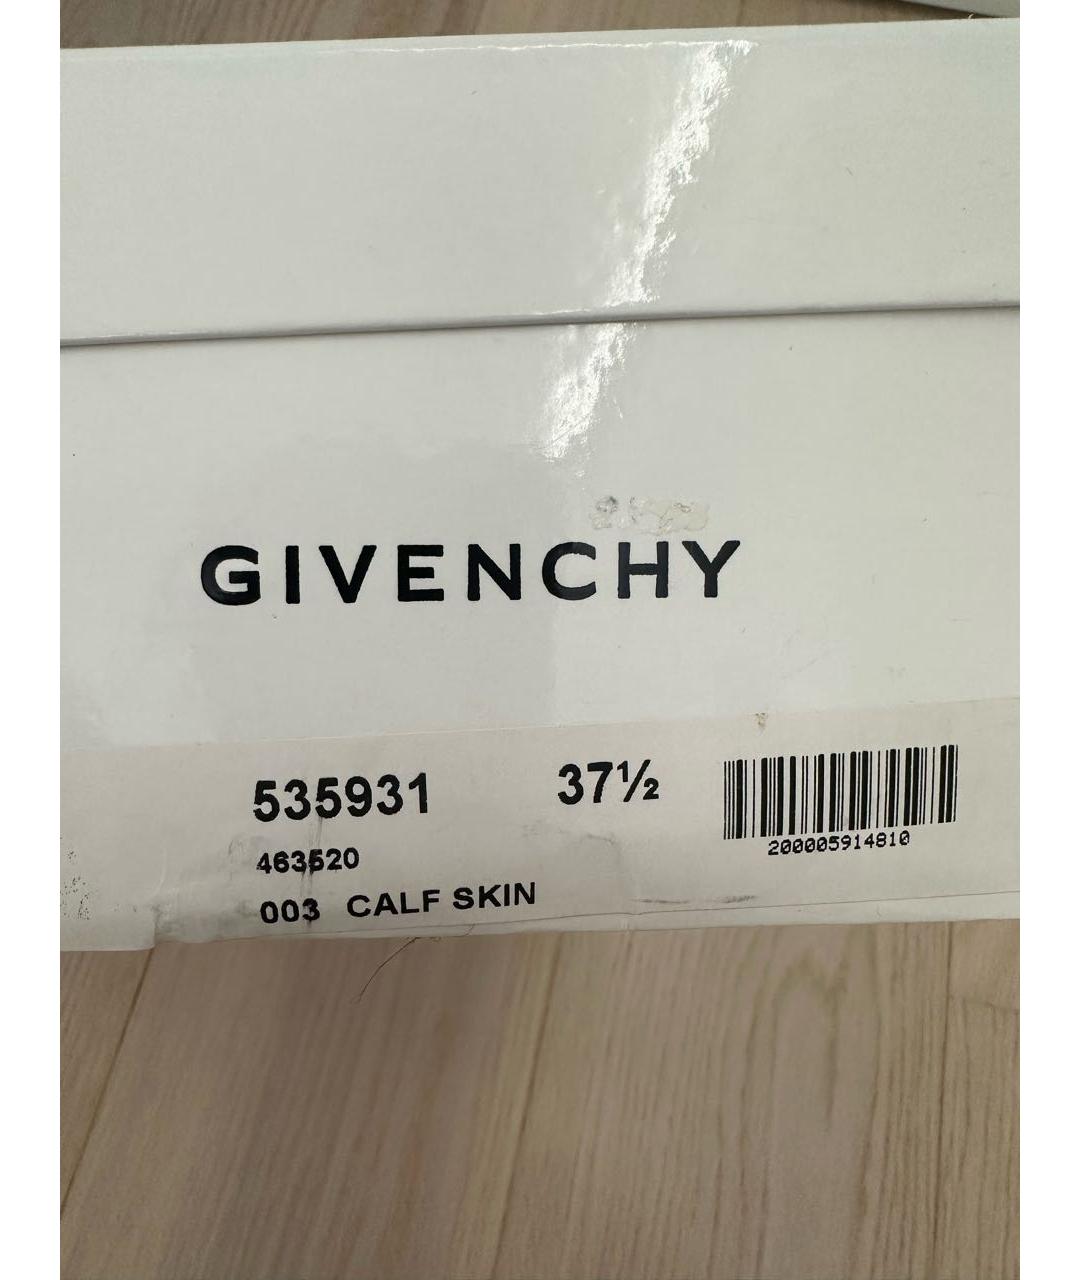 GIVENCHY
535931 37½
463520
003 CALF SKIN
200005914810